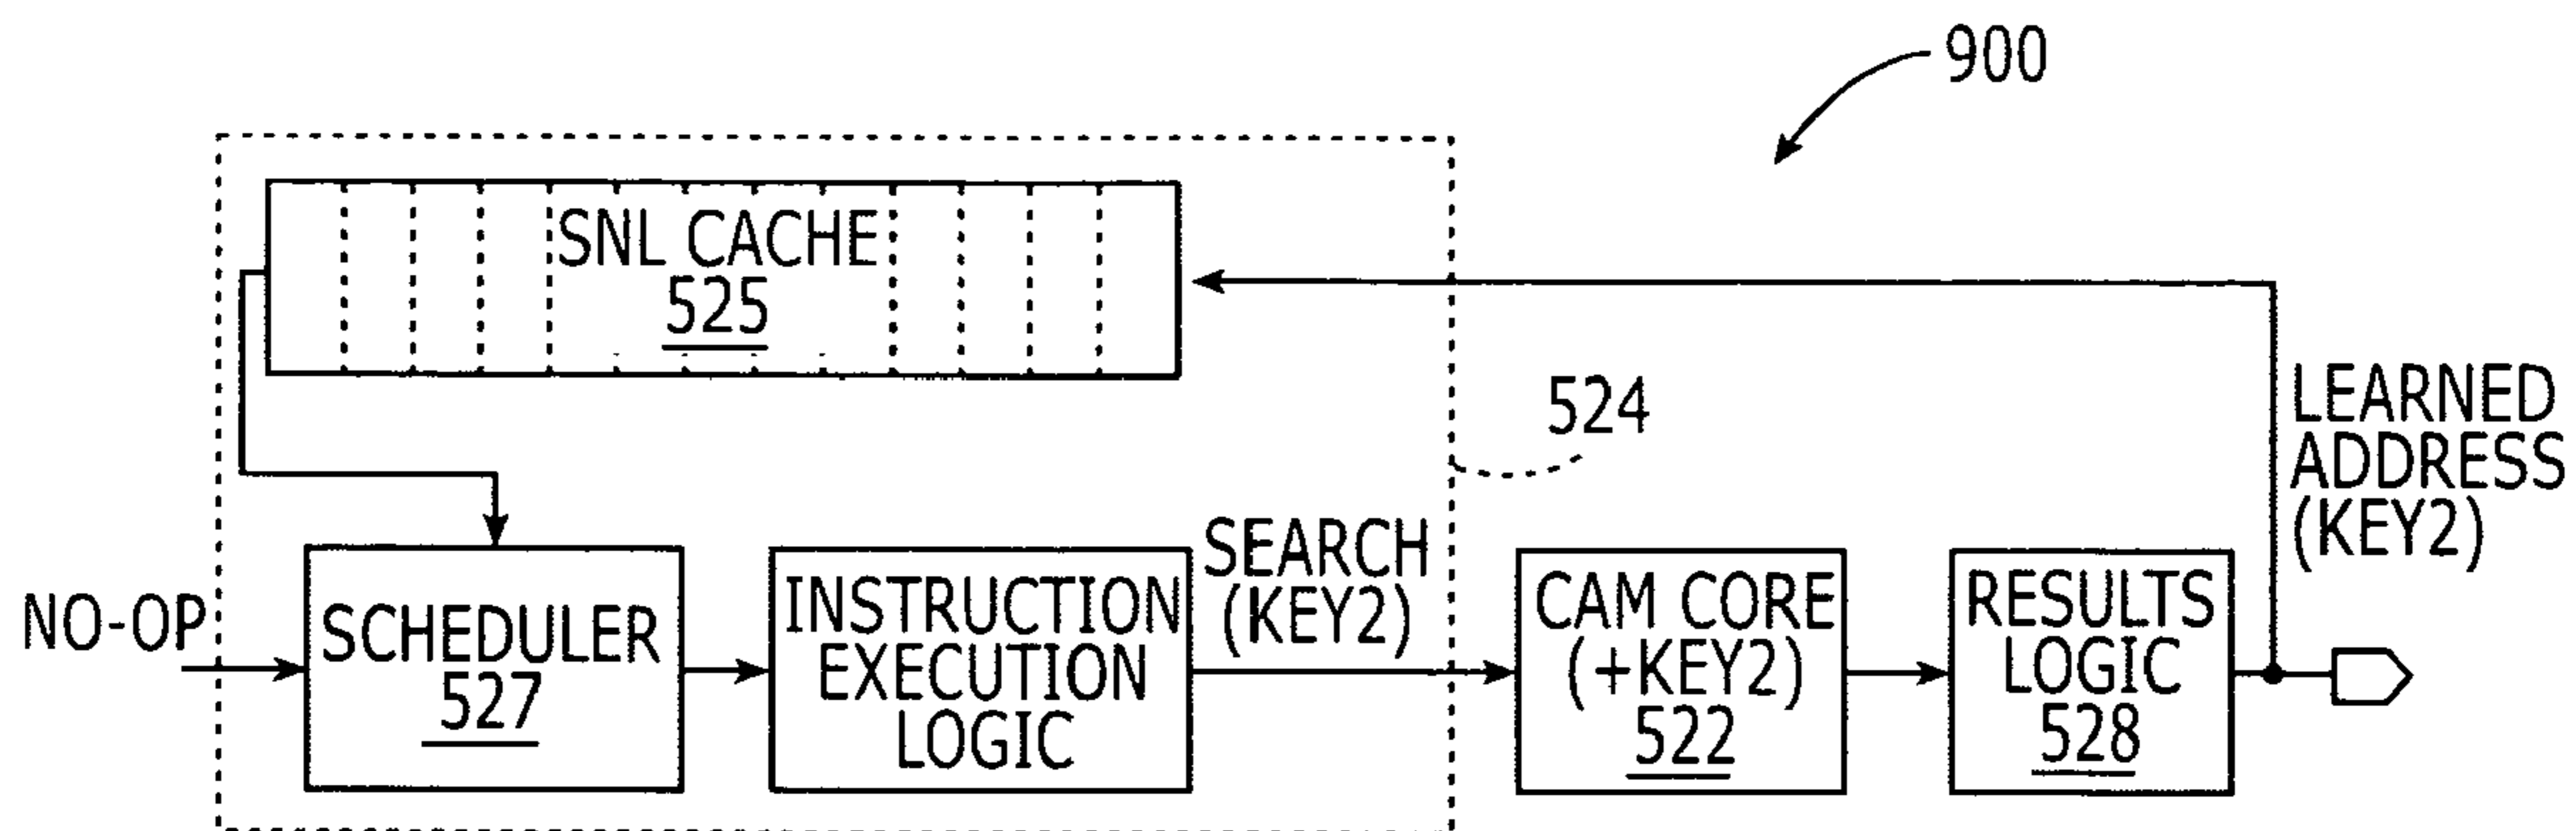 900
SNL CACHE
525
524
LEARNED
ADDRESS
(KEY2)
NO-OP
SCHEDULER
527
INSTRUCTION
EXECUTION
LOGIC
SEARCH
(KEY2)
CAM CORE
(+KEY2)
522
RESULTS
LOGIC
528